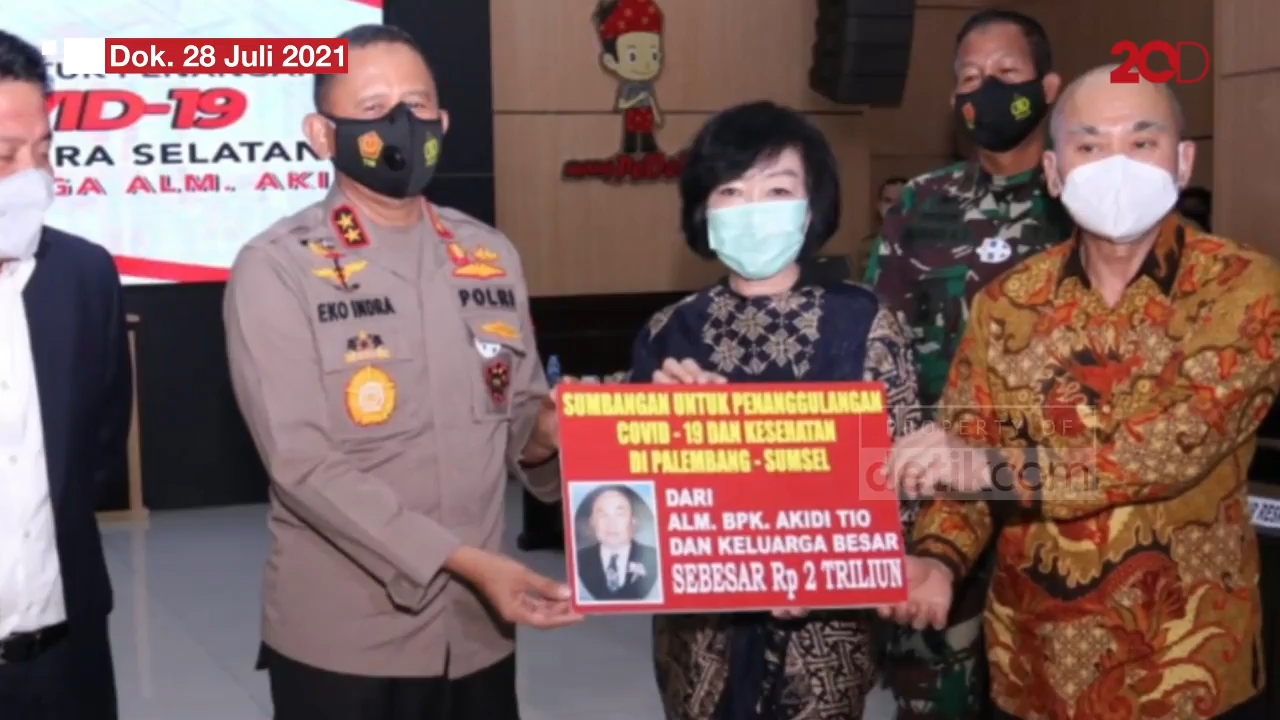 Dok. 28 Juli 2021
20D
COVID-19
RA SELATAN
GA ALM. AKI
EKO INDRA
POLRI
SUMBANGAN UNTUK PENANGGULANGAN
COVID - 19 DAN KESEHATAN
DI PALEMBANG - SUMSEL
DARI
ALM. BPK. AKIDI TIO
DAN KELUARGA BESAR
SEBESAR Rp 2 TRILIUN
PROPERTY OF
detikcom